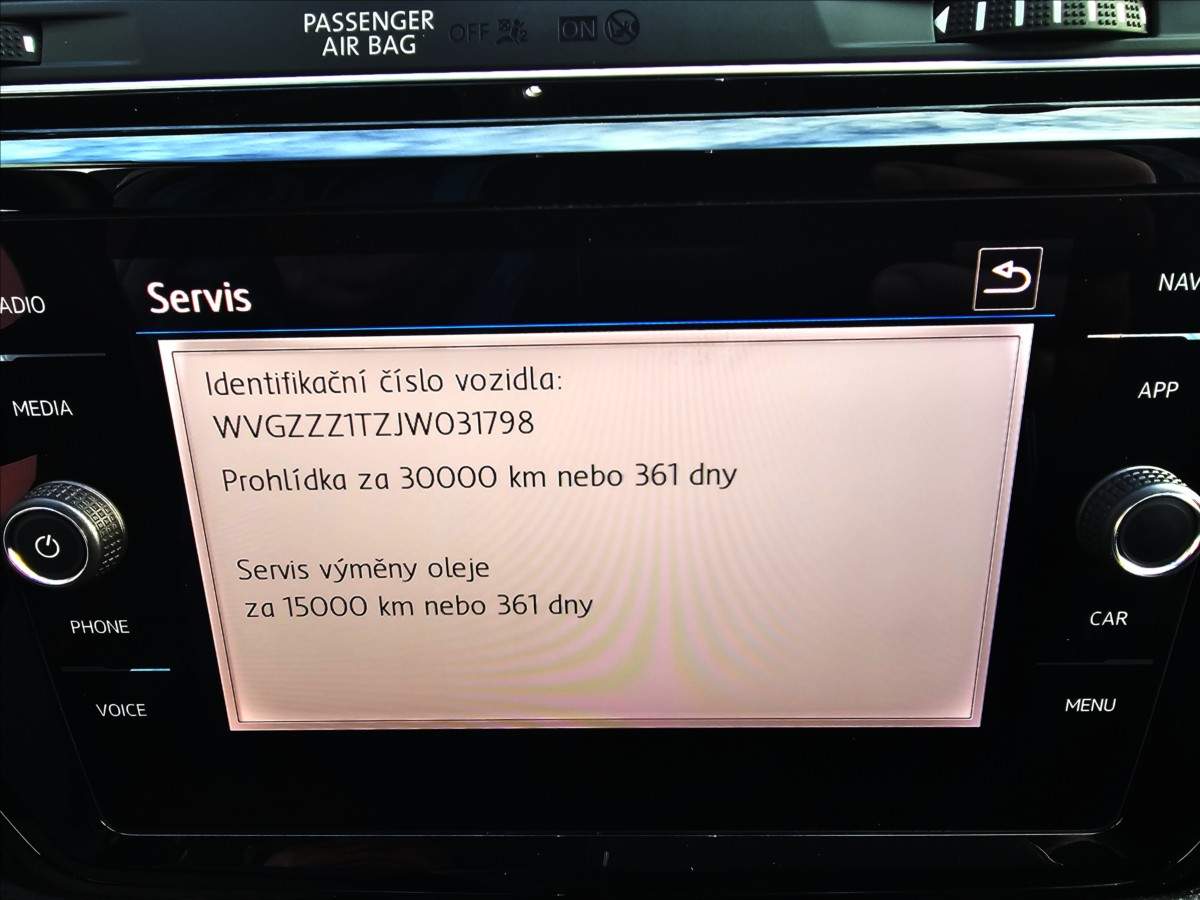 PASSENGER
AIR BAG
OFF
ON
Servis
ADIO
NAV
MEDIA
APP
Identifikační číslo vozidla:
WVGZZZ1TZJW031798
Prohlídka za 30000 km nebo 361 dny
Servis výměny oleje
za 15000 km nebo 361 dny
PHONE
CAR
VOICE
MENU